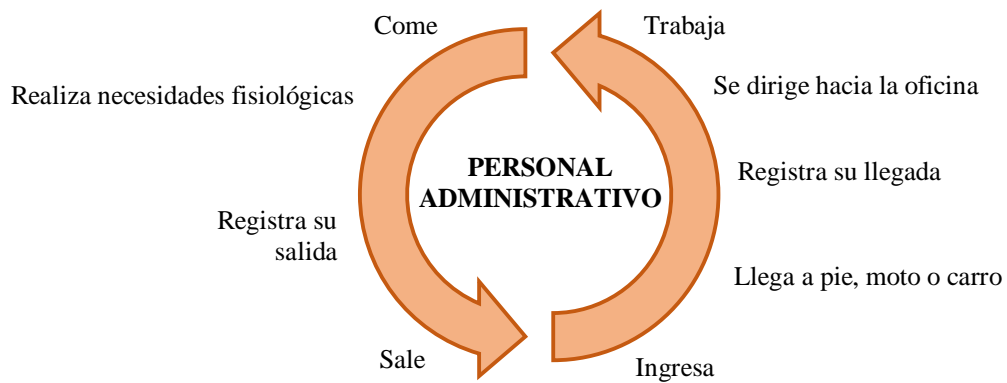 Come
Trabaja
Realiza necesidades fisiológicas
Se dirige hacia la oficina
PERSONAL
ADMINISTRATIVO
Registra su llegada
Registra su
salida
Llega a pie, moto o carro
Sale
Ingresa